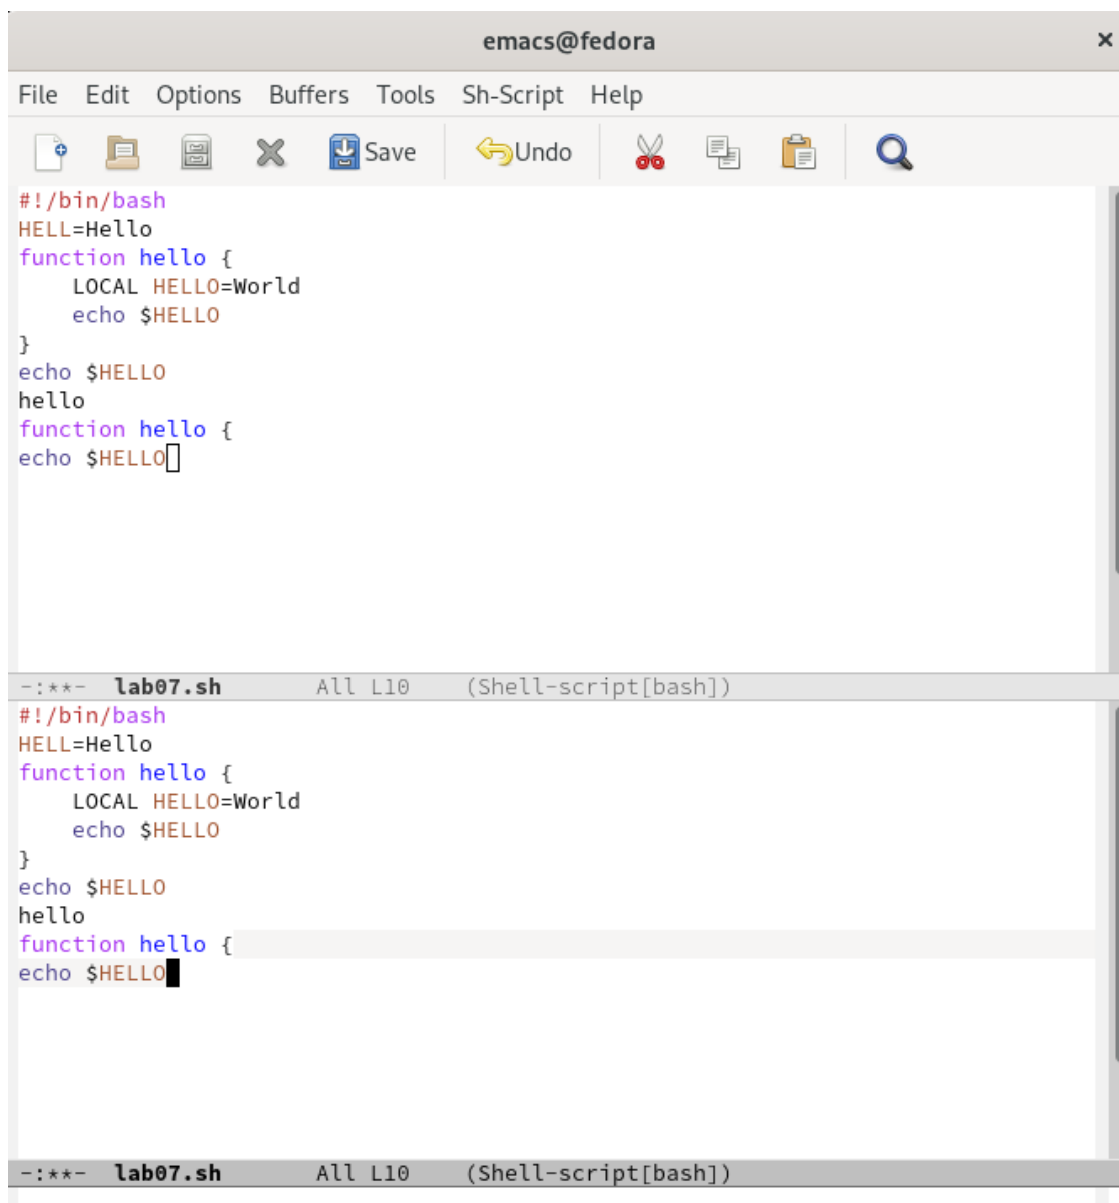 emacs@fedora ×
File Edit Options Buffers Tools Sh-Script Help
Save Undo
#!/bin/bash
HELL=Hello
function hello {
    LOCAL HELLO=World
    echo $HELLO
}
echo $HELLO
hello
function hello {
echo $HELLO
-:**- lab07.sh All L10 (Shell-script[bash])
#!/bin/bash
HELL=Hello
function hello {
    LOCAL HELLO=World
    echo $HELLO
}
echo $HELLO
hello
function hello {
echo $HELLO
-:**- lab07.sh All L10 (Shell-script[bash])